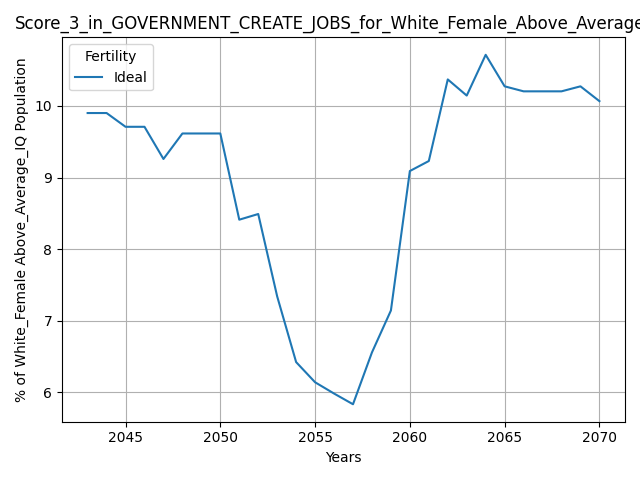 Score_3_in_GOVERNMENT_CREATE_JOBS_for_White_Female_Above_Average
Fertility
Ideal
% of White_Female Above_Average_IQ Population
10
9
8
7
6
2045 2050 2055 2060 2065 2070
Years